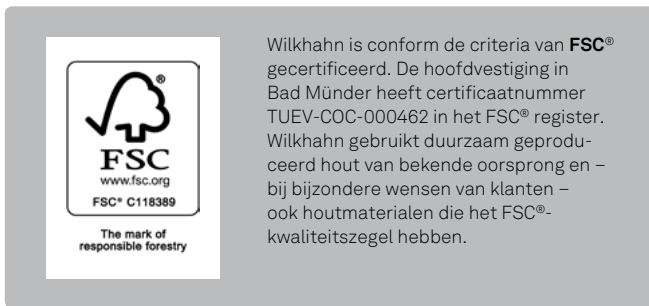 FSC®
www.fsc.org
FSC® C118389
The mark of
responsible forestry
Wilkhahn is conform de criteria van FSC®
gecertificeerd. De hoofdvestiging in
Bad Münder heeft certificaatnummer
TUEV-COC-000462 in het FSC® register.
Wilkhahn gebruikt duurzaam geprodu-
ceerd hout van bekende oorsprong en –
bij bijzondere wensen van klanten –
ook houtmaterialen die het FSC®-
kwaliteitszegel hebben.